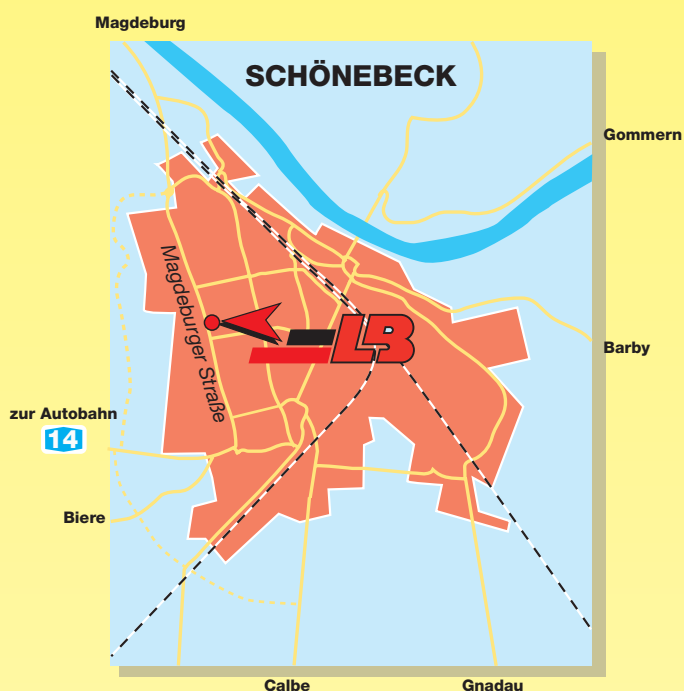 Magdeburg
SCHÖNEBECK
Gommern
Magdeburger Straße
LB
Barby
zur Autobahn
14
Biere
Calbe
Gnadau